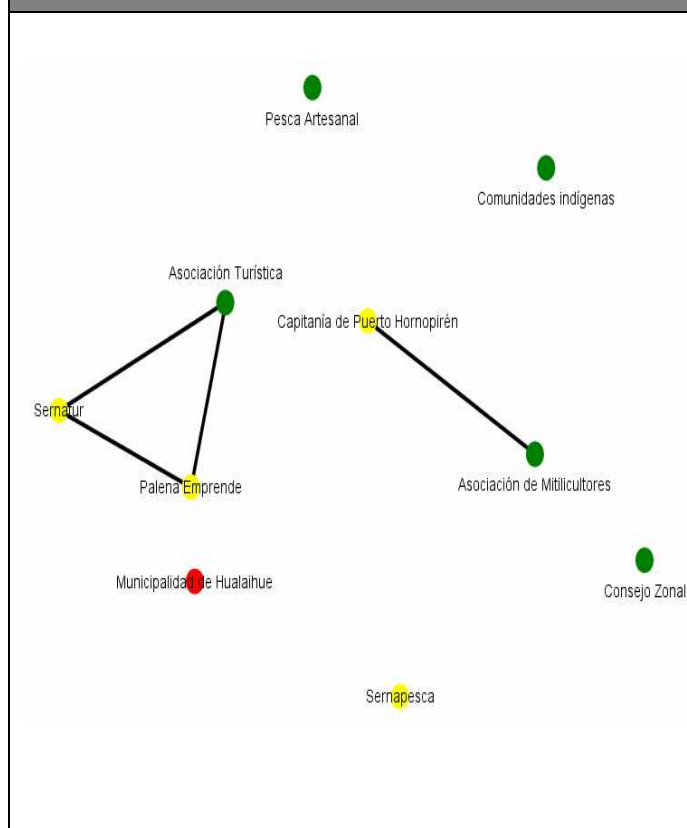 Pesca Artesanal
Comunidades indígenas
Asociación Turística
Capitanía de Puerto Hornopirén
Sernatur
Asociación de Mitilicultores
Palena Emprende
Municipalidad de Hualaihue
Consejo Zonal
Sernapesca